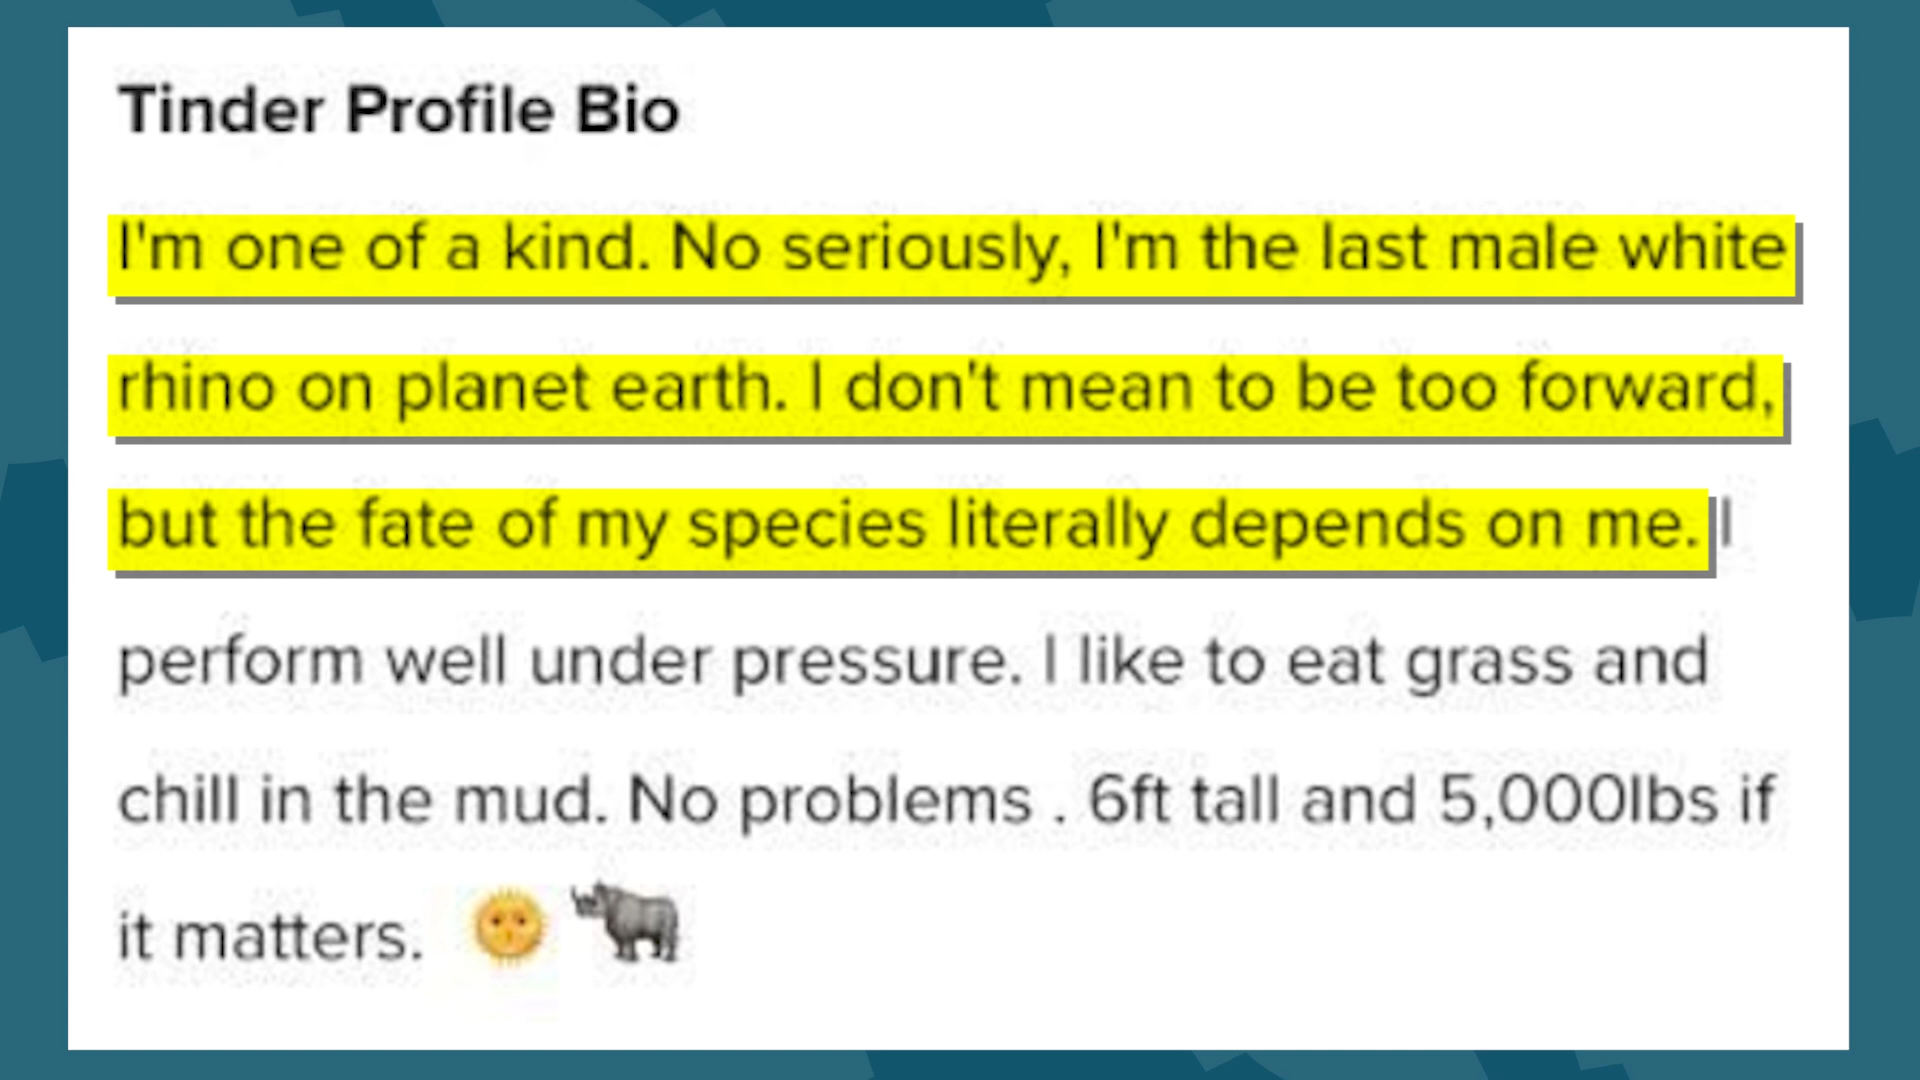 Tinder Profile Bio
I'm one of a kind. No seriously, I'm the last male white
rhino on planet earth. I don't mean to be too forward,
but the fate of my species literally depends on me. I
perform well under pressure. I like to eat grass and
chill in the mud. No problems . 6ft tall and 5,000lbs if
it matters. 🌞 🦏